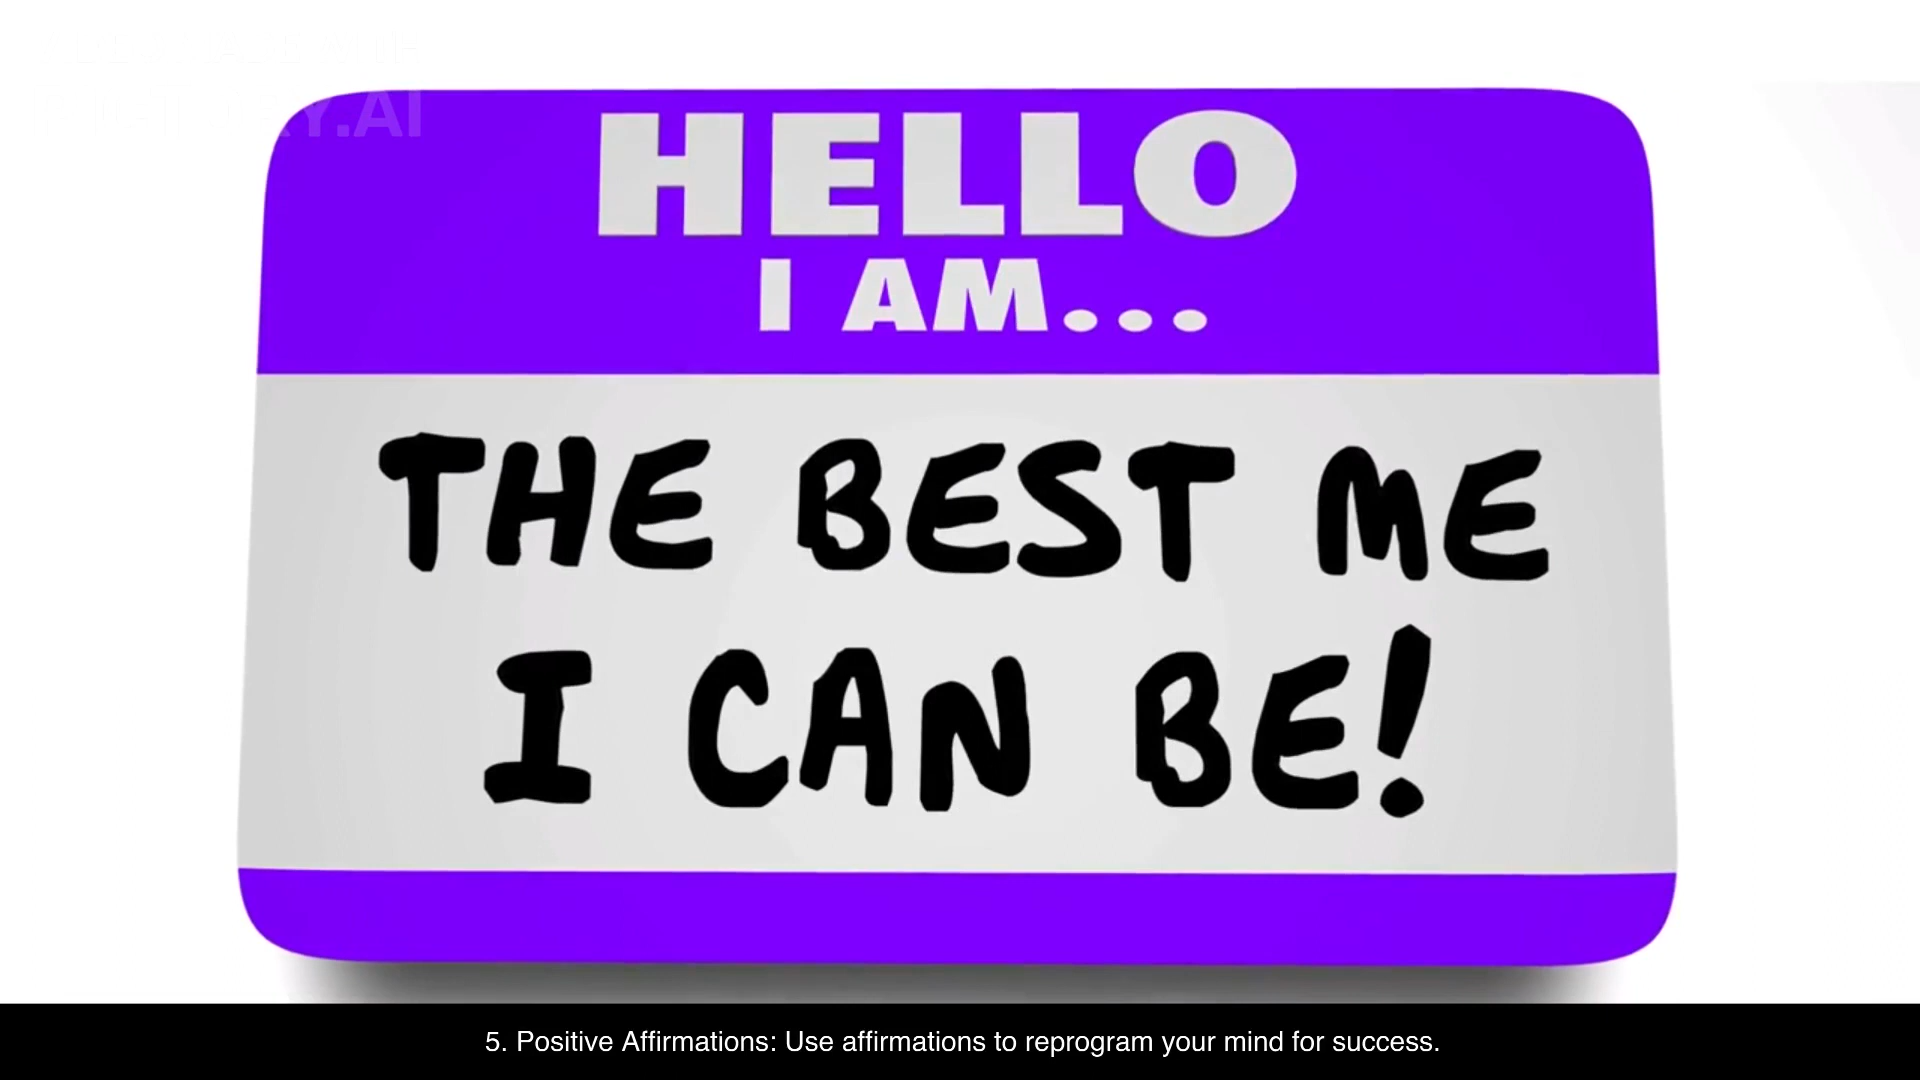 HELLO
I AM...
THE BEST ME
I CAN BE!
5. Positive Affirmations: Use affirmations to reprogram your mind for success.